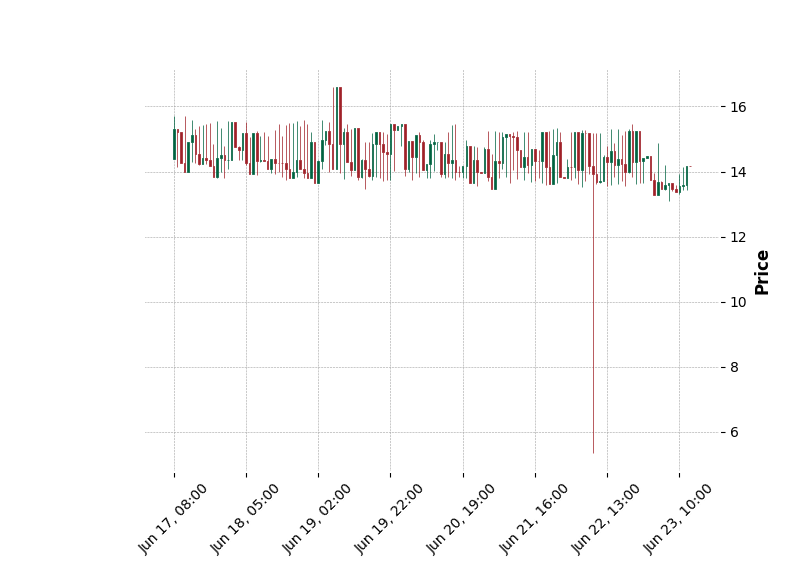 16
14
12
10
8
6
Price
Jun 17, 08:00
Jun 18, 05:00
Jun 19, 02:00
Jun 19, 22:00
Jun 20, 19:00
Jun 21, 16:00
Jun 22, 13:00
Jun 23, 10:00